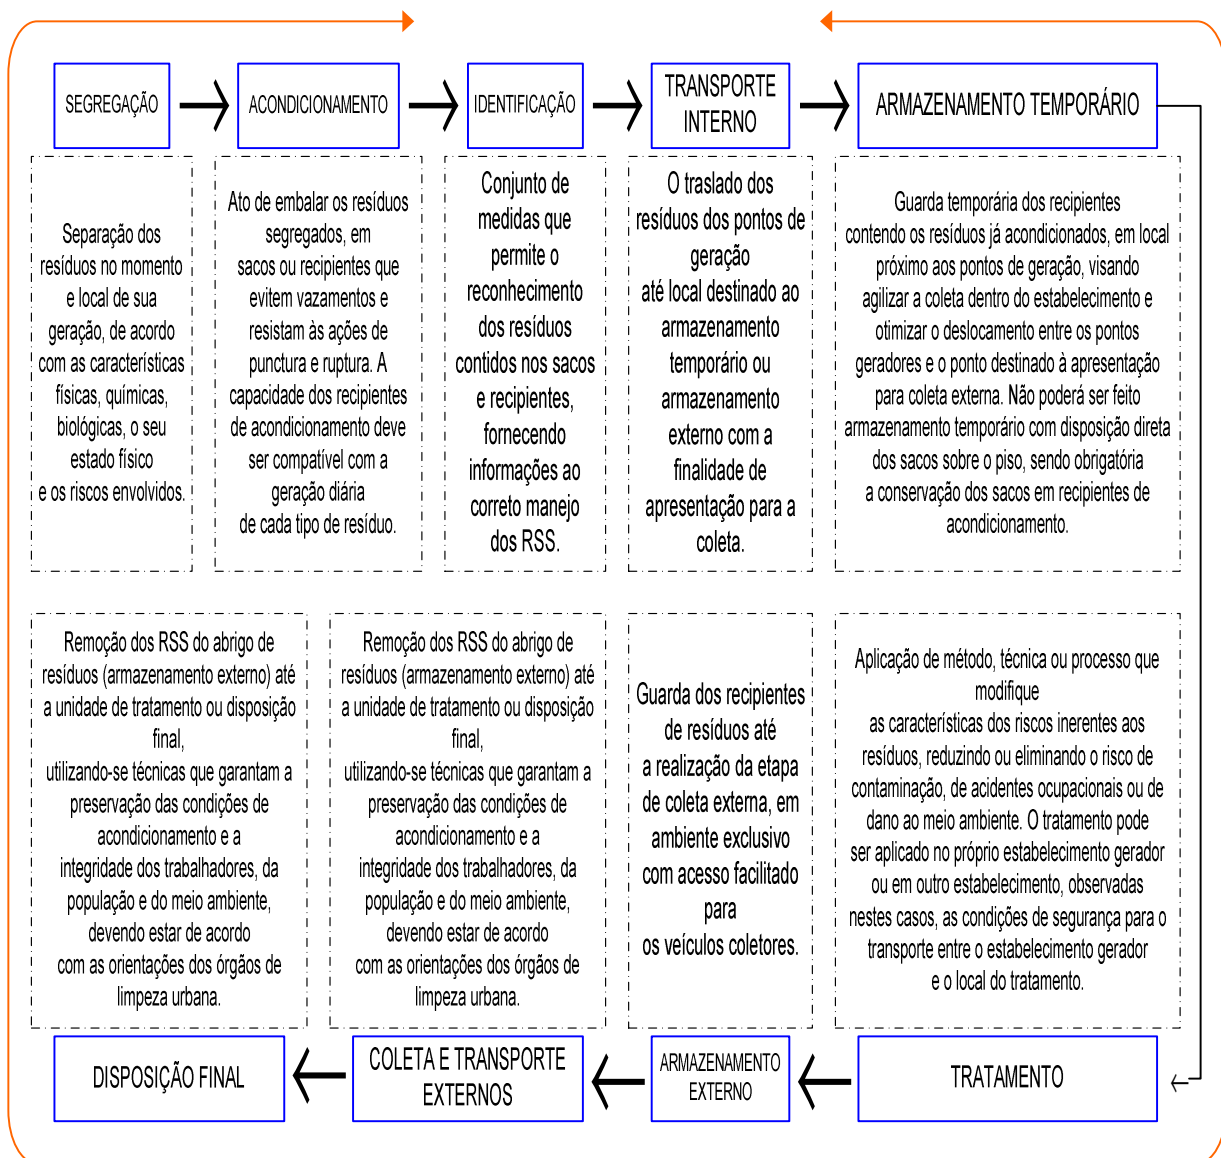 SEGREGAÇÃO
ACONDICIONAMENTO
IDENTIFICAÇÃO
TRANSPORTE
INTERNO
ARMAZENAMENTO TEMPORÁRIO
Separação dos
resíduos no momento
e local de sua
geração, de acordo
com as características
físicas, químicas,
biológicas, o seu
estado físico
e os riscos envolvidos.
Ato de embalar os resíduos
segregados, em
sacos ou recipientes que
evitem vazamentos e
resistam às ações de
punctura e ruptura. A
capacidade dos recipientes
de acondicionamento deve
ser compatível com a
geração diária
de cada tipo de resíduo.
Conjunto de
medidas que
permite o
reconhecimento
dos resíduos
contidos nos sacos
e recipientes,
fornecendo
informações ao
correto manejo
dos RSS.
O traslado dos
resíduos dos pontos de
geração
até local destinado ao
armazenamento
temporário ou
armazenamento
externo com a
finalidade de
apresentação para a
coleta.
Guarda temporária dos recipientes
contendo os resíduos já acondicionados, em local
próximo aos pontos de geração, visando
agilizar a coleta dentro do estabelecimento e
otimizar o deslocamento entre os pontos
geradores e o ponto destinado à apresentação
para coleta externa. Não poderá ser feito
armazenamento temporário com disposição direta
dos sacos sobre o piso, sendo obrigatória
a conservação dos sacos em recipientes de
acondicionamento.
Remoção dos RSS do abrigo de
resíduos (armazenamento externo) até
a unidade de tratamento ou disposição
final,
utilizando-se técnicas que garantam a
preservação das condições de
acondicionamento e a
integridade dos trabalhadores, da
população e do meio ambiente,
devendo estar de acordo
com as orientações dos órgãos de
limpeza urbana.
Remoção dos RSS do abrigo de
resíduos (armazenamento externo) até
a unidade de tratamento ou disposição
final,
utilizando-se técnicas que garantam a
preservação das condições de
acondicionamento e a
integridade dos trabalhadores, da
população e do meio ambiente,
devendo estar de acordo
com as orientações dos órgãos de
limpeza urbana.
Guarda dos recipientes
de resíduos até
a realização da etapa
de coleta externa, em
ambiente exclusivo
com acesso facilitado
para
os veículos coletores.
Aplicação de método, técnica ou processo que
modifique
as características dos riscos inerentes aos
resíduos, reduzindo ou eliminando o risco de
contaminação, de acidentes ocupacionais ou de
dano ao meio ambiente. O tratamento pode
ser aplicado no próprio estabelecimento gerador
ou em outro estabelecimento, observadas
nestes casos, as condições de segurança para o
transporte entre o estabelecimento gerador
e o local do tratamento.
DISPOSIÇÃO FINAL
COLETA E TRANSPORTE
EXTERNOS
ARMAZENAMENTO
EXTERNO
TRATAMENTO